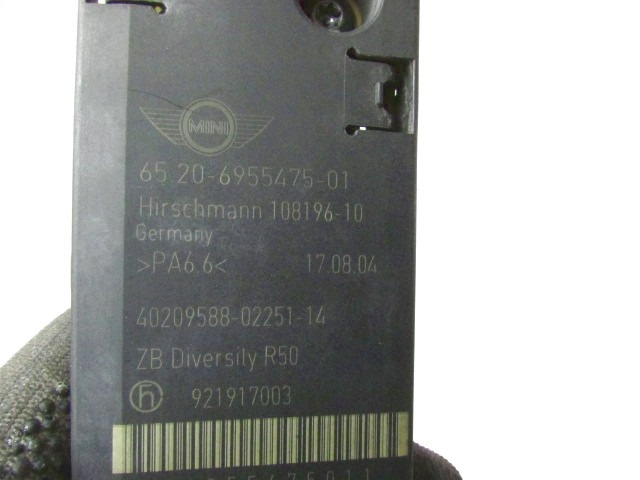 MINI
65.20-6955475-01
Hirschmann 108196-10
Germany
>PA6.6< 17.08.04
40209588-02251-14
ZB Diversily R50
h 921917003